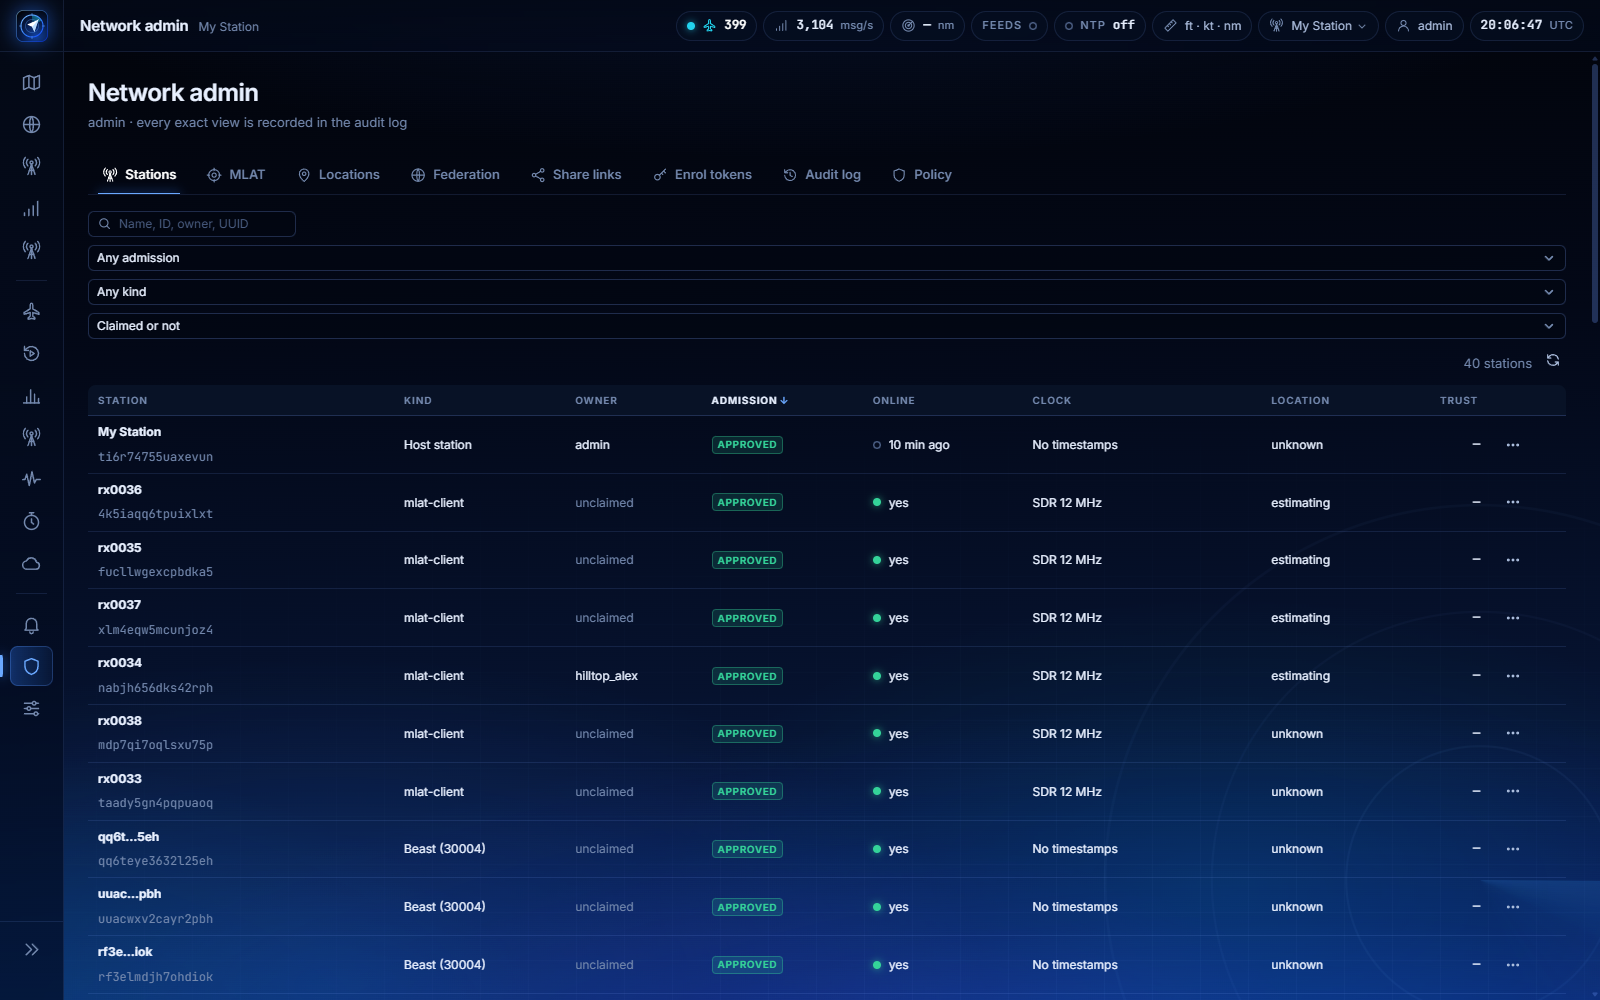 Network admin My Station 399 3,104 msg/s – nm FEEDS NTP off ft · kt · nm My Station admin 20:06:47 UTC
Network admin
admin · every exact view is recorded in the audit log
Stations MLAT Locations Federation Share links Enrol tokens Audit log Policy
Name, ID, owner, UUID
Any admission
Any kind
Claimed or not
40 stations
STATION KIND OWNER ADMISSION ONLINE CLOCK LOCATION TRUST
My Station
ti6r74755uaxevun
Host station admin APPROVED 10 min ago No timestamps unknown –
rx0036
4k5iaqq6tpuixlxt
mlat-client unclaimed APPROVED yes SDR 12 MHz estimating –
rx0035
fucllwgexcpbdka5
mlat-client unclaimed APPROVED yes SDR 12 MHz estimating –
rx0037
xlm4eqw5mcunjoz4
mlat-client unclaimed APPROVED yes SDR 12 MHz estimating –
rx0034
nabjh656dks42rph
mlat-client hilltop_alex APPROVED yes SDR 12 MHz estimating –
rx0038
mdp7qi7oqlsxu75p
mlat-client unclaimed APPROVED yes SDR 12 MHz unknown –
rx0033
taady5gn4pqpuaoq
mlat-client unclaimed APPROVED yes SDR 12 MHz unknown –
qq6t...5eh
qq6teye3632l25eh
Beast (30004) unclaimed APPROVED yes No timestamps unknown –
uuac...pbh
uuacwxv2cayr2pbh
Beast (30004) unclaimed APPROVED yes No timestamps unknown –
rf3e...iok
rf3elmdjh7ohdiok
Beast (30004) unclaimed APPROVED yes No timestamps unknown –